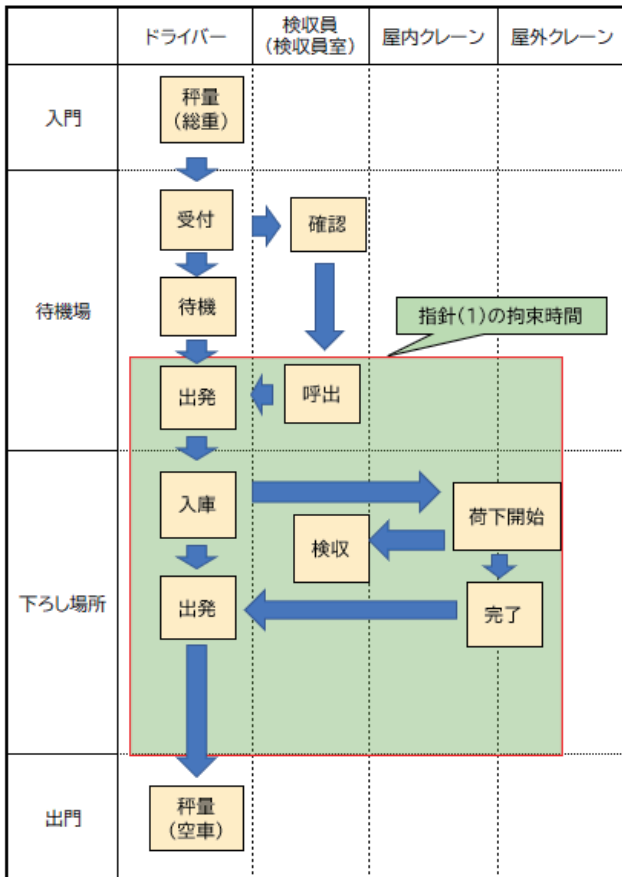 ドライバー
検収員
(検収員室)
屋内クレーン
屋外クレーン
入門
秤量
(総重)
待機場
受付
確認
待機
指針(1)の拘束時間
出発
呼出
下ろし場所
入庫
荷下開始
検収
出発
完了
出門
秤量
(空車)